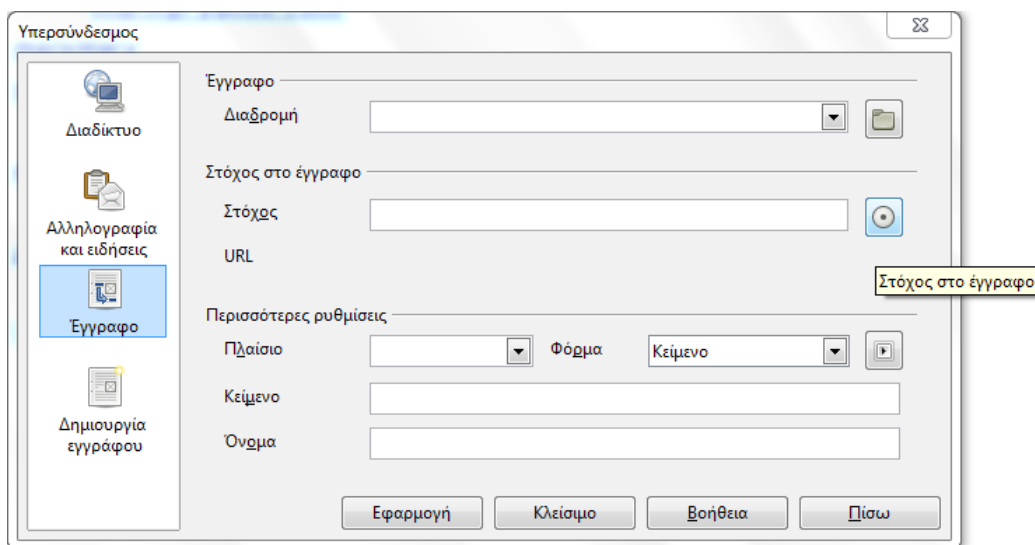 Υπερσύνδεσμος
Διαδίκτυο
Αλληλογραφία
και ειδήσεις
Έγγραφο
Δημιουργία
εγγράφου
Έγγραφο
Διαδρομή
Στόχος στο έγγραφο
Στόχος
URL
Στόχος στο έγγραφο
Περισσότερες ρυθμίσεις
Πλαίσιο Φόρμα Κείμενο
Κείμενο
Όνομα
Εφαρμογή Κλείσιμο Βοήθεια Πίσω